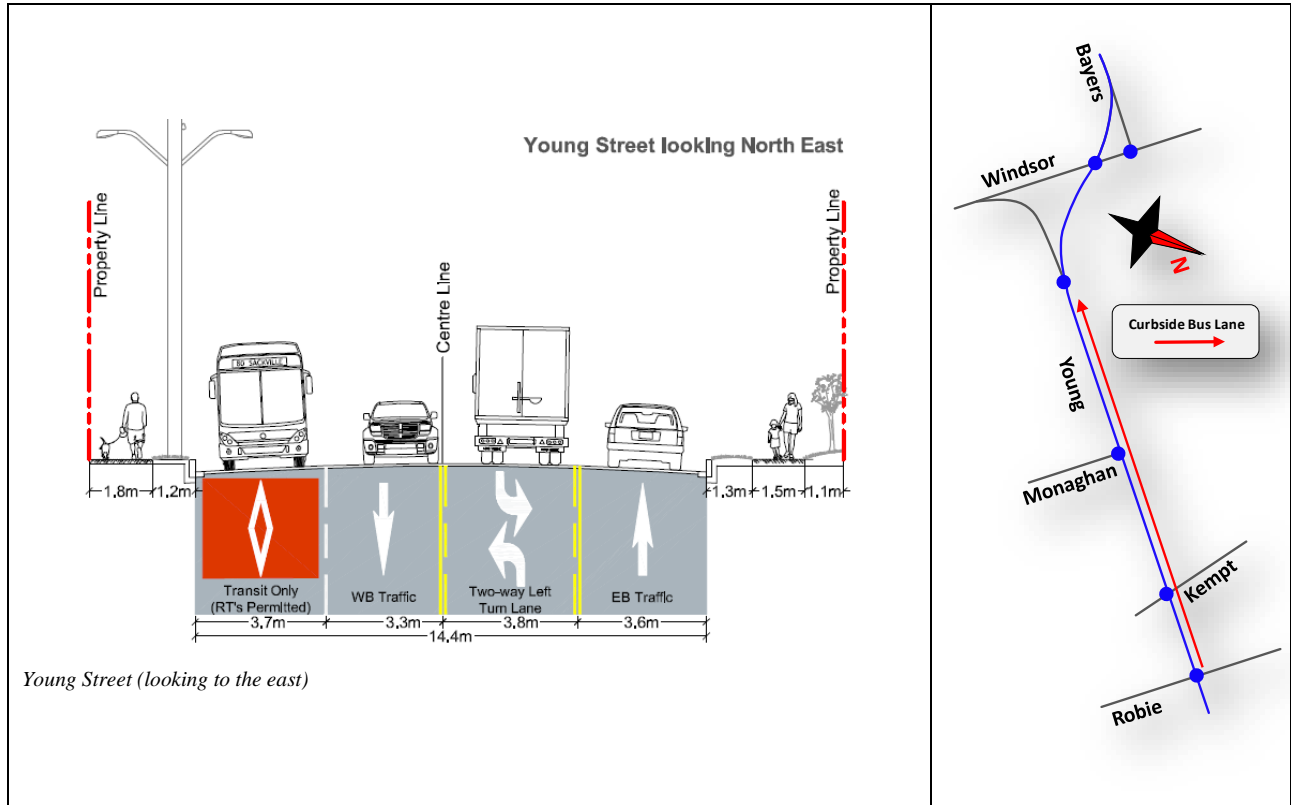 Young Street looking North East
Property Line
Centre Line
Property Line
80 SACKVILLE
1.8m
1.2m
1.3m
1.5m
1.1m
Transit Only
(RT's Permitted)
WB Traffic
Two-way Left
Turn Lane
EB Traffic
3.7m
3.3m
3.8m
3.6m
14.4m
Young Street (looking to the east)
Bayers
Windsor
N
Curbside Bus Lane
Young
Monaghan
Kempt
Robie